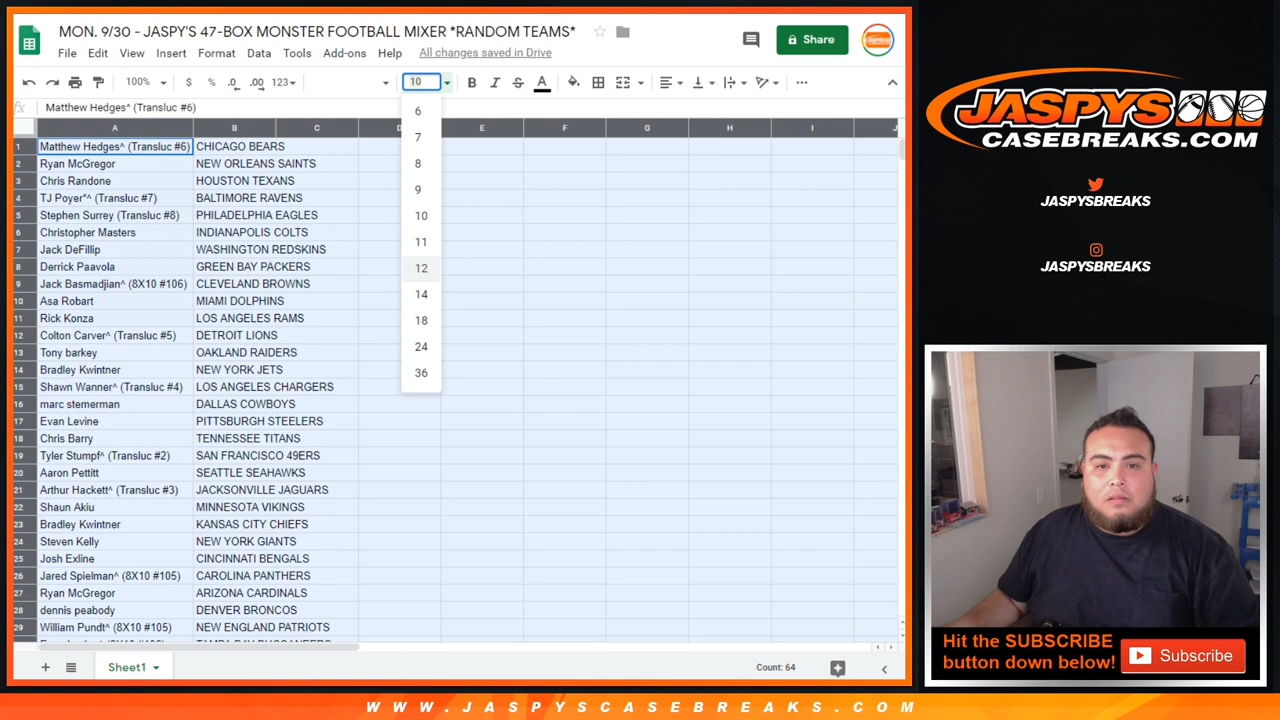 MON. 9/30 - JASPY'S 47-BOX MONSTER FOOTBALL MIXER *RANDOM TEAMS*
File Edit View Insert Format Data Tools Add-ons Help All changes saved in Drive
Share
100% $ % .0 .00 123 10 B I S A
fx Matthew Hedges^ (Transluc #6)
A B C D E F G H I J
1 Matthew Hedges^ (Transluc #6) CHICAGO BEARS
2 Ryan McGregor NEW ORLEANS SAINTS
3 Chris Randone HOUSTON TEXANS
4 TJ Poyer*^ (Transluc #7) BALTIMORE RAVENS
5 Stephen Surrey (Transluc #8) PHILADELPHIA EAGLES
6 Christopher Masters INDIANAPOLIS COLTS
7 Jack DeFillip WASHINGTON REDSKINS
8 Derrick Paavola GREEN BAY PACKERS
9 Jack Basmadjian^ (8X10 #106) CLEVELAND BROWNS
10 Asa Robart MIAMI DOLPHINS
11 Rick Konza LOS ANGELES RAMS
12 Colton Carver^ (Transluc #5) DETROIT LIONS
13 Tony barkey OAKLAND RAIDERS
14 Bradley Kwintner NEW YORK JETS
15 Shawn Wanner^ (Transluc #4) LOS ANGELES CHARGERS
16 marc stemerman DALLAS COWBOYS
17 Evan Levine PITTSBURGH STEELERS
18 Chris Barry TENNESSEE TITANS
19 Tyler Stumpf^ (Transluc #2) SAN FRANCISCO 49ERS
20 Aaron Pettitt SEATTLE SEAHAWKS
21 Arthur Hackett^ (Transluc #3) JACKSONVILLE JAGUARS
22 Shaun Akiu MINNESOTA VIKINGS
23 Bradley Kwintner KANSAS CITY CHIEFS
24 Steven Kelly NEW YORK GIANTS
25 Josh Exline CINCINNATI BENGALS
26 Jared Spielman^ (8X10 #105) CAROLINA PANTHERS
27 Ryan McGregor ARIZONA CARDINALS
28 dennis peabody DENVER BRONCOS
29 William Pundt^ (8X10 #105) NEW ENGLAND PATRIOTS
6
7
8
9
10
11
12
14
18
24
36
Sheet1
Count: 64
JASPYS
CASEBREAKS.COM
JASPYSBREAKS
JASPYSBREAKS
Hit the SUBSCRIBE
button down below!
Subscribe
WWW.JASPYSCASEBREAKS.COM